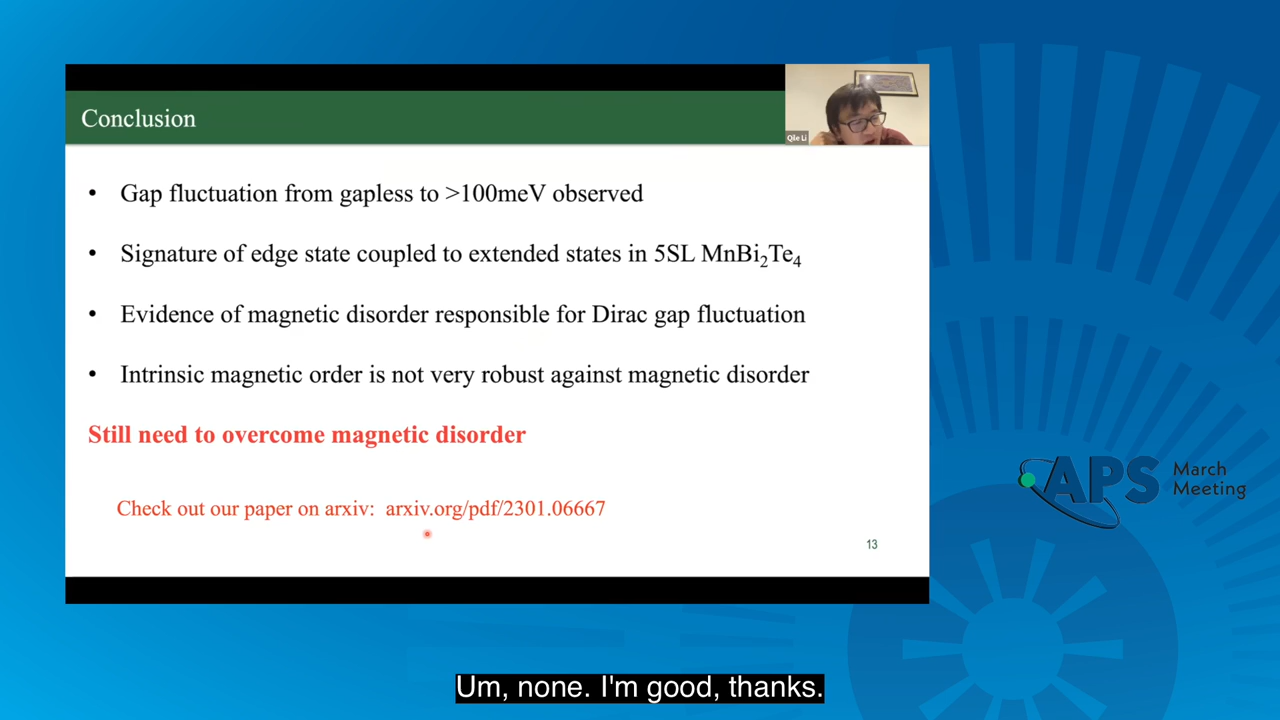 Conclusion
Qile Li
• Gap fluctuation from gapless to >100meV observed
• Signature of edge state coupled to extended states in 5SL MnBi₂Te₄
• Evidence of magnetic disorder responsible for Dirac gap fluctuation
• Intrinsic magnetic order is not very robust against magnetic disorder
Still need to overcome magnetic disorder
Check out our paper on arxiv: arxiv.org/pdf/2301.06667
13
APS March Meeting
Um, none. I'm good, thanks.